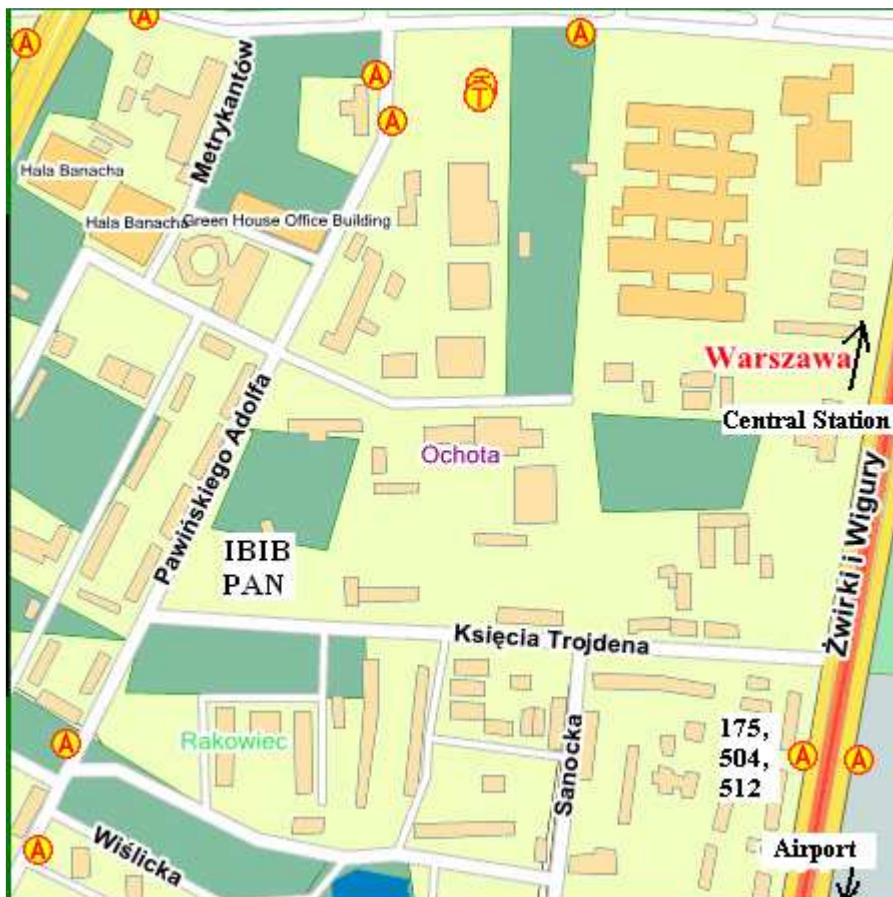 A
A
A
A
A
T
Metrykantów
Hala Banacha
Hala Banacha
Green House Office Building
Warszawa
Central Station
Pawińskiego Adolfa
Ochota
IBIB
PAN
Żwirki i Wigury
Księcia Trojdena
Rakowiec
Sanocka
175,
504,
512
A
A
A
A
Wiślicka
Airport